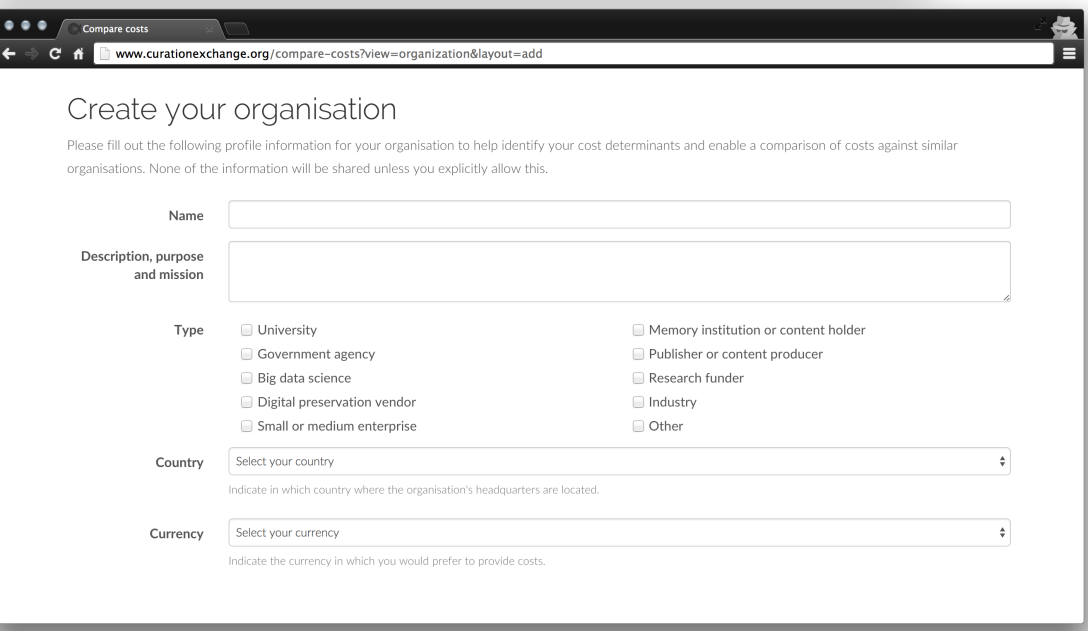 Compare costs
www.curationexchange.org/compare-costs?view=organization&layout=add
Create your organisation
Please fill out the following profile information for your organisation to help identify your cost determinants and enable a comparison of costs against similar
organisations. None of the information will be shared unless you explicitly allow this.
Name
Description, purpose
and mission
Type
University
Memory institution or content holder
Government agency
Publisher or content producer
Big data science
Research funder
Digital preservation vendor
Industry
Small or medium enterprise
Other
Country
Select your country
Indicate in which country where the organisation's headquarters are located.
Currency
Select your currency
Indicate the currency in which you would prefer to provide costs.